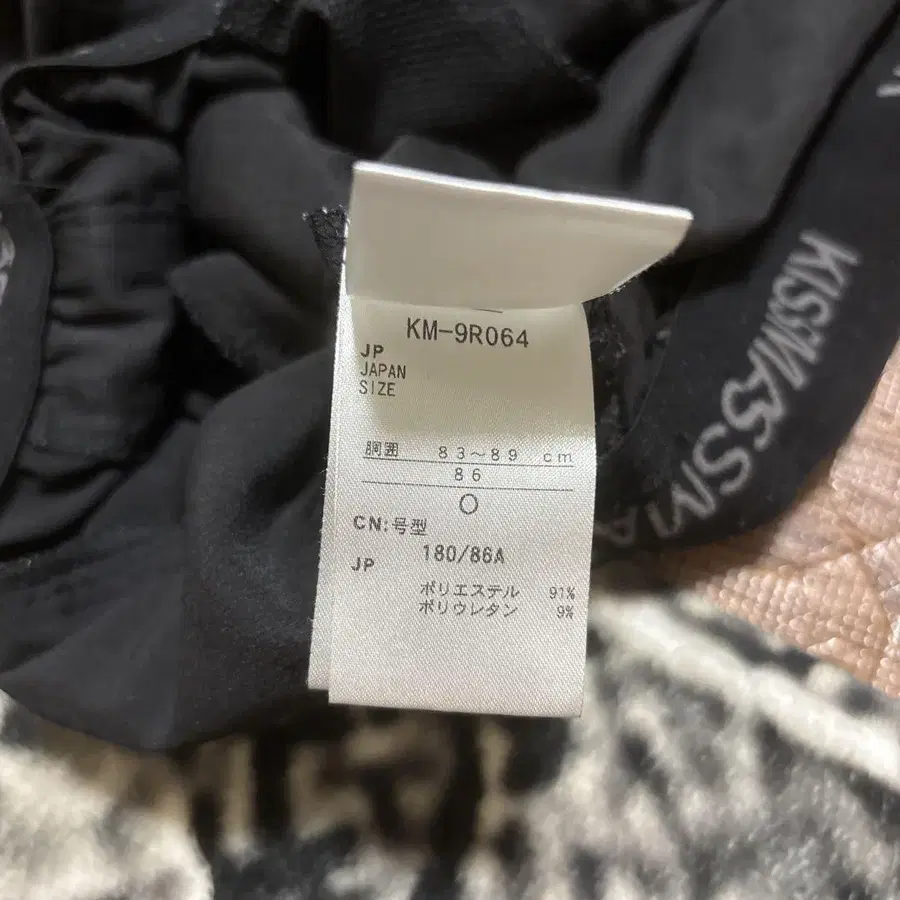 KM-9R064
JP
JAPAN
SIZE
胴囲 83～89 cm
86
O
CN:号型
180/86A
JP
ポリエステル 91%
ポリウレタン 9%
KISMASSMA